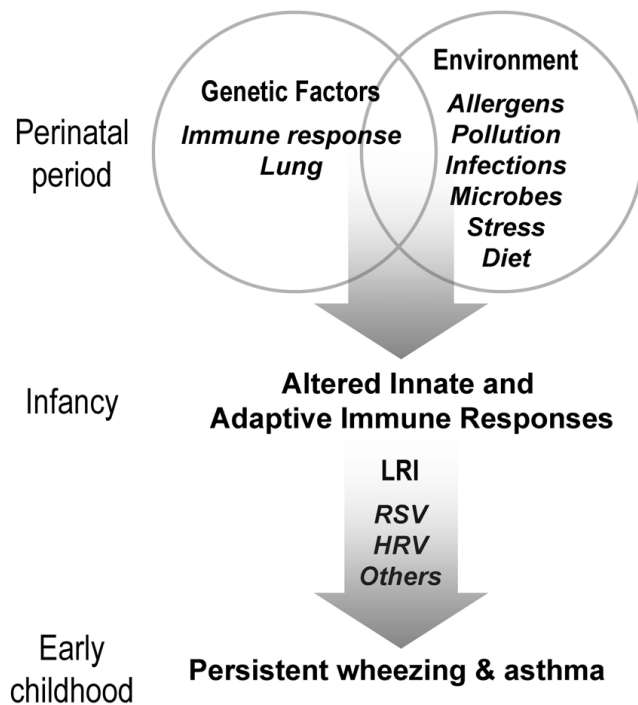 Perinatal
period
Genetic Factors
Immune response
Lung
Environment
Allergens
Pollution
Infections
Microbes
Stress
Diet
Infancy
Altered Innate and
Adaptive Immune Responses
LRI
RSV
HRV
Others
Early
childhood
Persistent wheezing & asthma